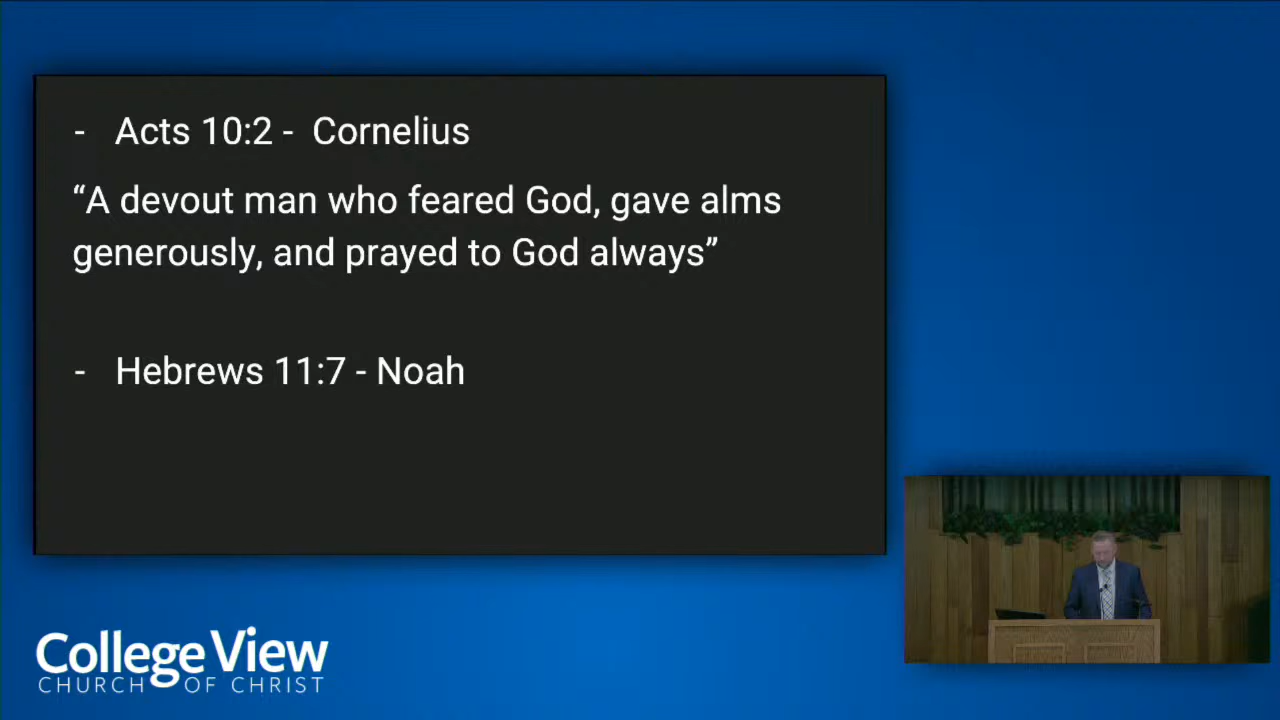 - Acts 10:2 - Cornelius
“A devout man who feared God, gave alms
generously, and prayed to God always”
- Hebrews 11:7 - Noah
College View
CHURCH OF CHRIST